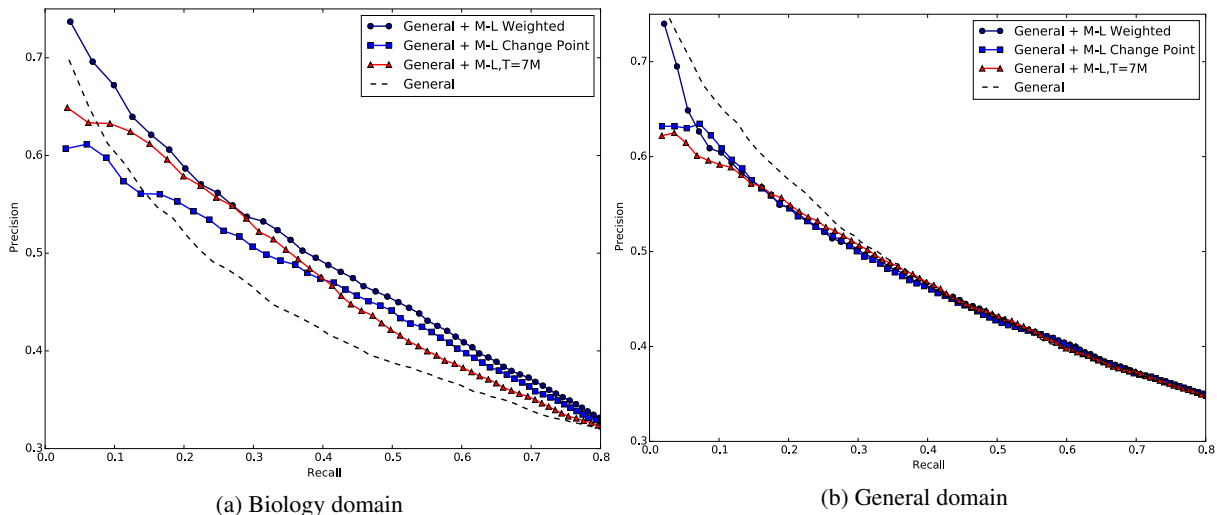 General + M-L Weighted
General + M-L Change Point
General + M-L,T=7M
General
0.7
0.6
0.5
0.4
0.3
Precision
0.0 0.1 0.2 0.3 0.4 0.5 0.6 0.7 0.8
Recall
(a) Biology domain
General + M-L Weighted
General + M-L Change Point
General + M-L,T=7M
General
0.7
0.6
0.5
0.4
0.3
Precision
0.0 0.1 0.2 0.3 0.4 0.5 0.6 0.7 0.8
Recall
(b) General domain